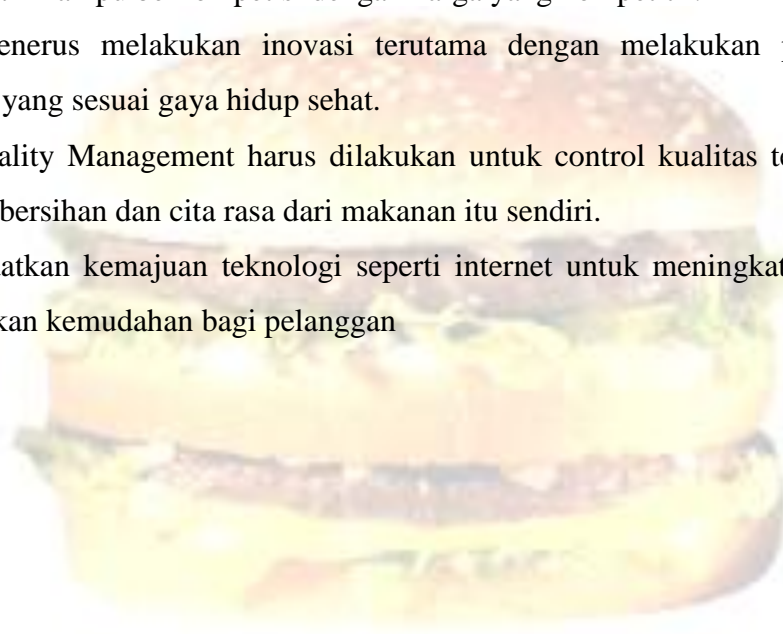 enerus melakukan inovasi terutama dengan melakukan
yang sesuai gaya hidup sehat.
ality Management harus dilakukan untuk control kualitas te
bersihan dan cita rasa dari makanan itu sendiri.
atkan kemajuan teknologi seperti internet untuk meningkat
kan kemudahan bagi pelanggan